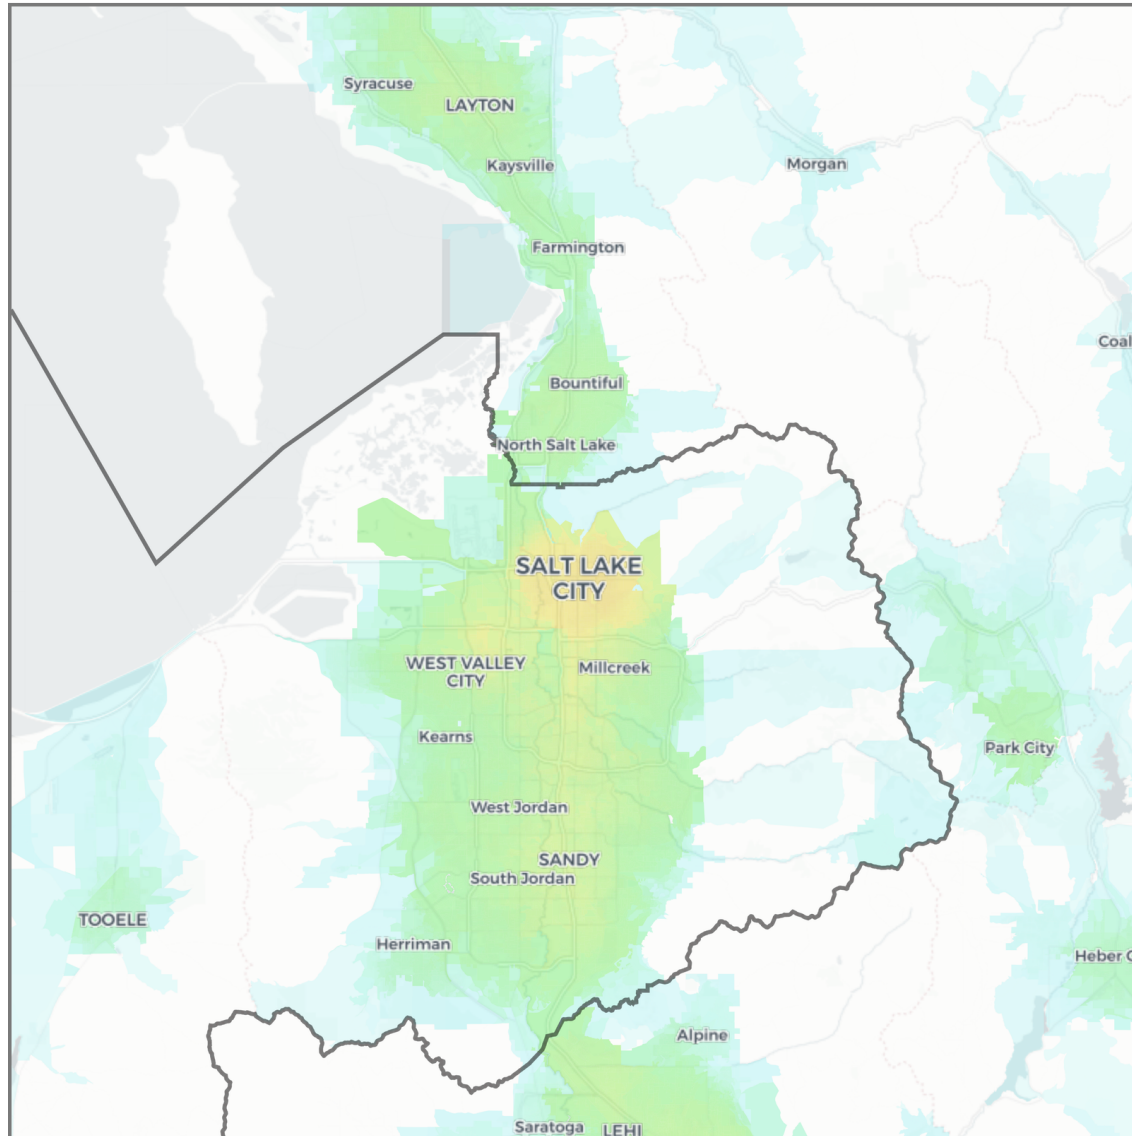 Syracuse
LAYTON
Kaysville
Morgan
Farmington
Coal
Bountiful
North Salt Lake
SALT LAKE
CITY
WEST VALLEY
CITY
Millcreek
Kearns
Park City
West Jordan
SANDY
South Jordan
TOOELE
Herriman
Heber C
Alpine
Saratoga
LEHI